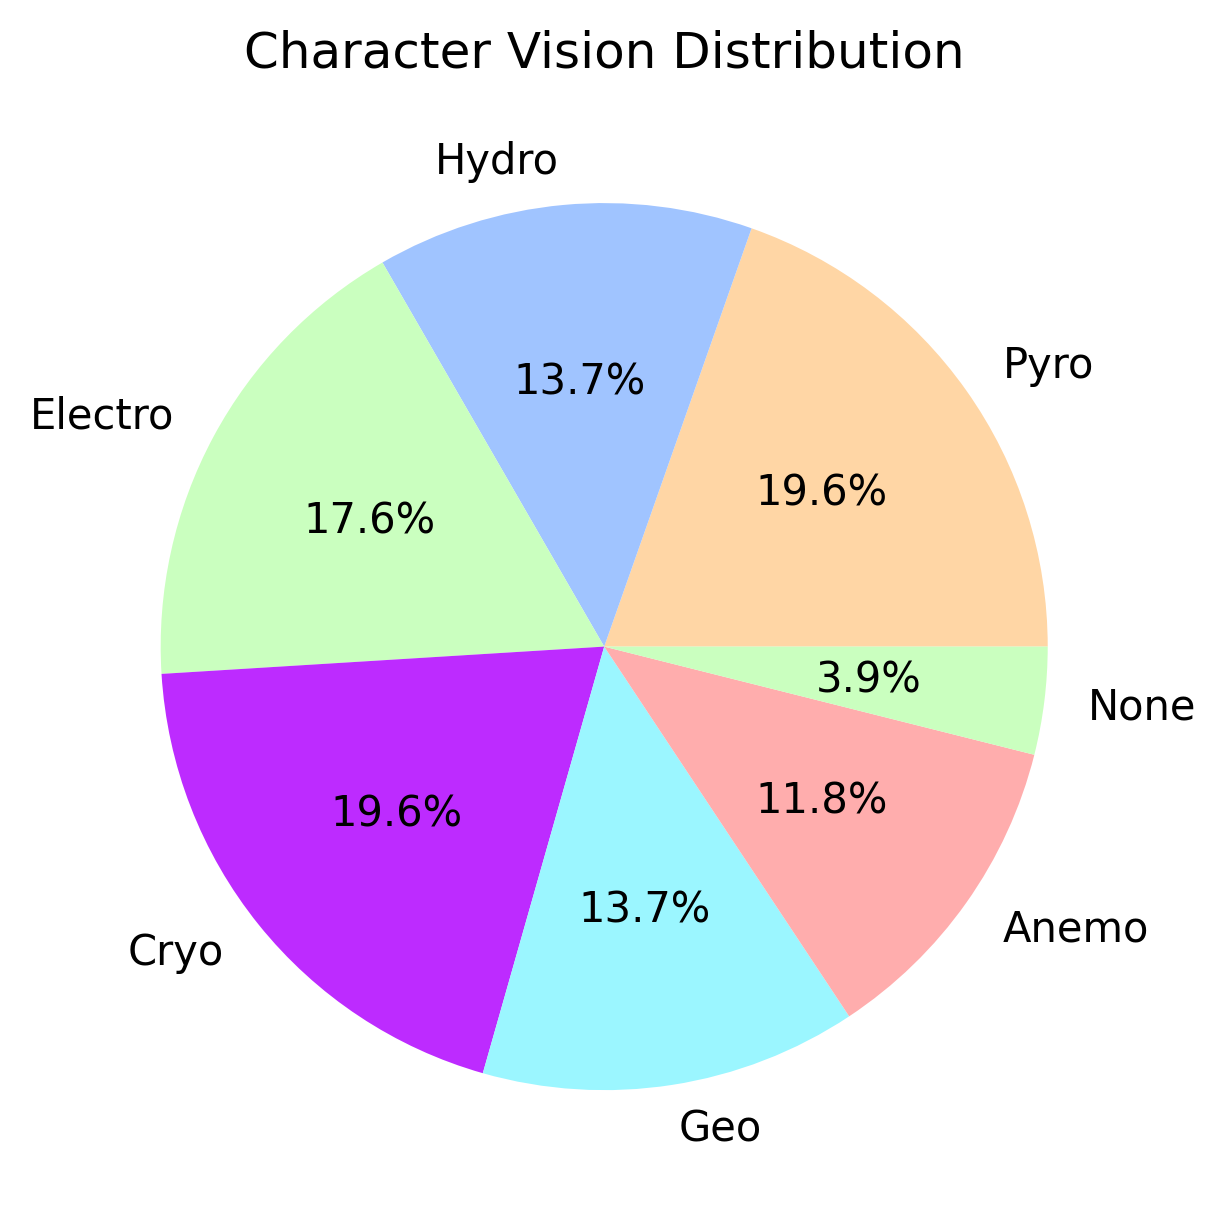 Character Vision Distribution
Hydro
Pyro
13.7%
Electro
19.6%
17.6%
3.9%
None
11.8%
19.6%
13.7%
Anemo
Cryo
Geo